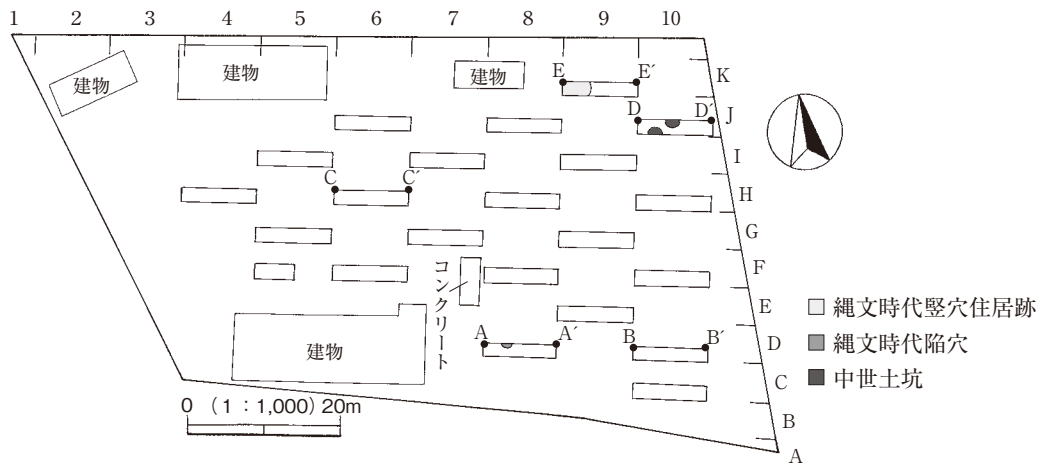 1 2 3 4 5 6 7 8 9 10
建物
建物
建物
E E´
K
D D´
J
I
C C´
H
G
F
コンクリート
E
A A´
B B´
建物
D
C
B
A
0 (1:1,000) 20m
縄文時代竪穴住居跡
縄文時代陥穴
中世土坑